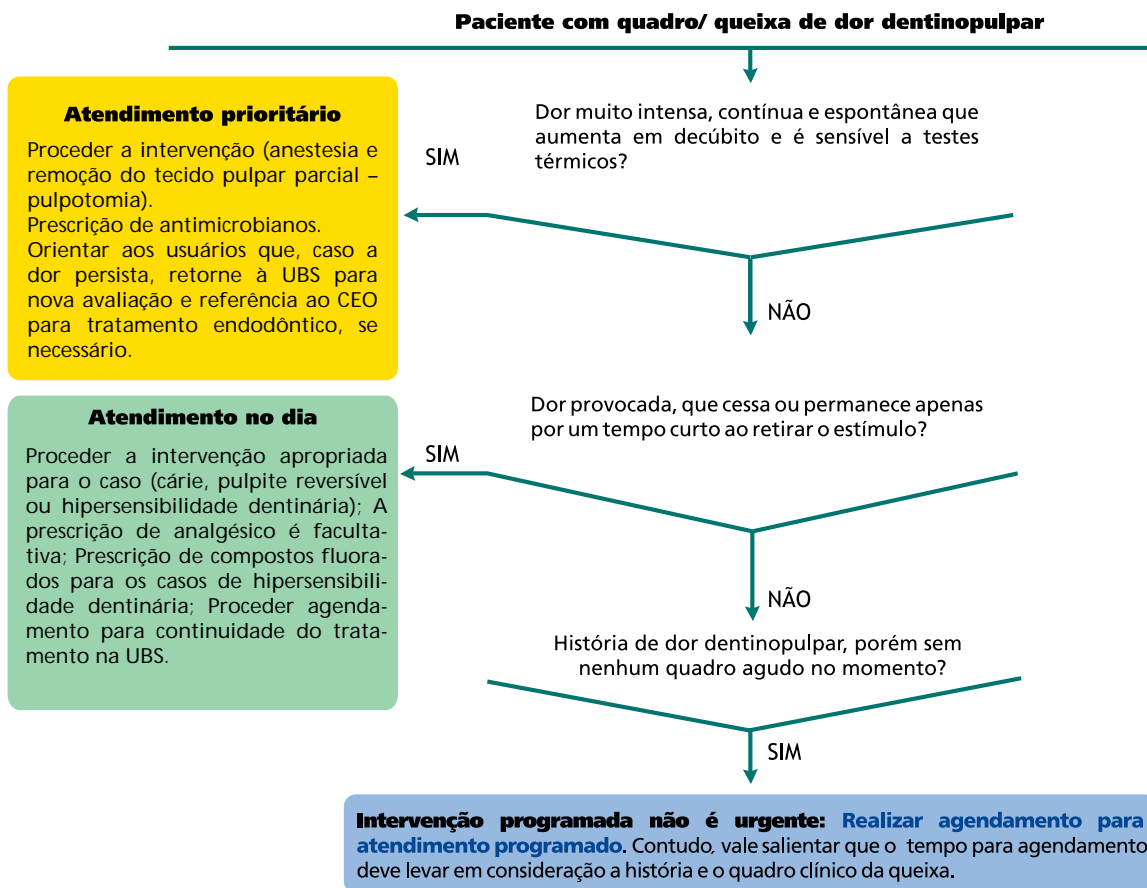 Paciente com quadro/ queixa de dor dentinopulpar
Dor muito intensa, contínua e espontânea que
aumenta em decúbito e é sensível a testes
térmicos?
SIM
Atendimento prioritário
Proceder a intervenção (anestesia e
remoção do tecido pulpar parcial –
pulpotomia).
Prescrição de antimicrobianos.
Orientar aos usuários que, caso a
dor persista, retorne à UBS para
nova avaliação e referência ao CEO
para tratamento endodôntico, se
necessário.
NÃO
Dor provocada, que cessa ou permanece apenas
por um tempo curto ao retirar o estímulo?
SIM
Atendimento no dia
Proceder a intervenção apropriada
para o caso (cárie, pulpite reversível
ou hipersensibilidade dentinária); A
prescrição de analgésico é faculta-
tiva; Prescrição de compostos fluora-
dos para os casos de hipersensibili-
dade dentinária; Proceder agenda-
mento para continuidade do trata-
mento na UBS.
NÃO
História de dor dentinopulpar, porém sem
nenhum quadro agudo no momento?
SIM
Intervenção programada não é urgente: Realizar agendamento para
atendimento programado. Contudo, vale salientar que o tempo para agendamento
deve levar em consideração a história e o quadro clínico da queixa.